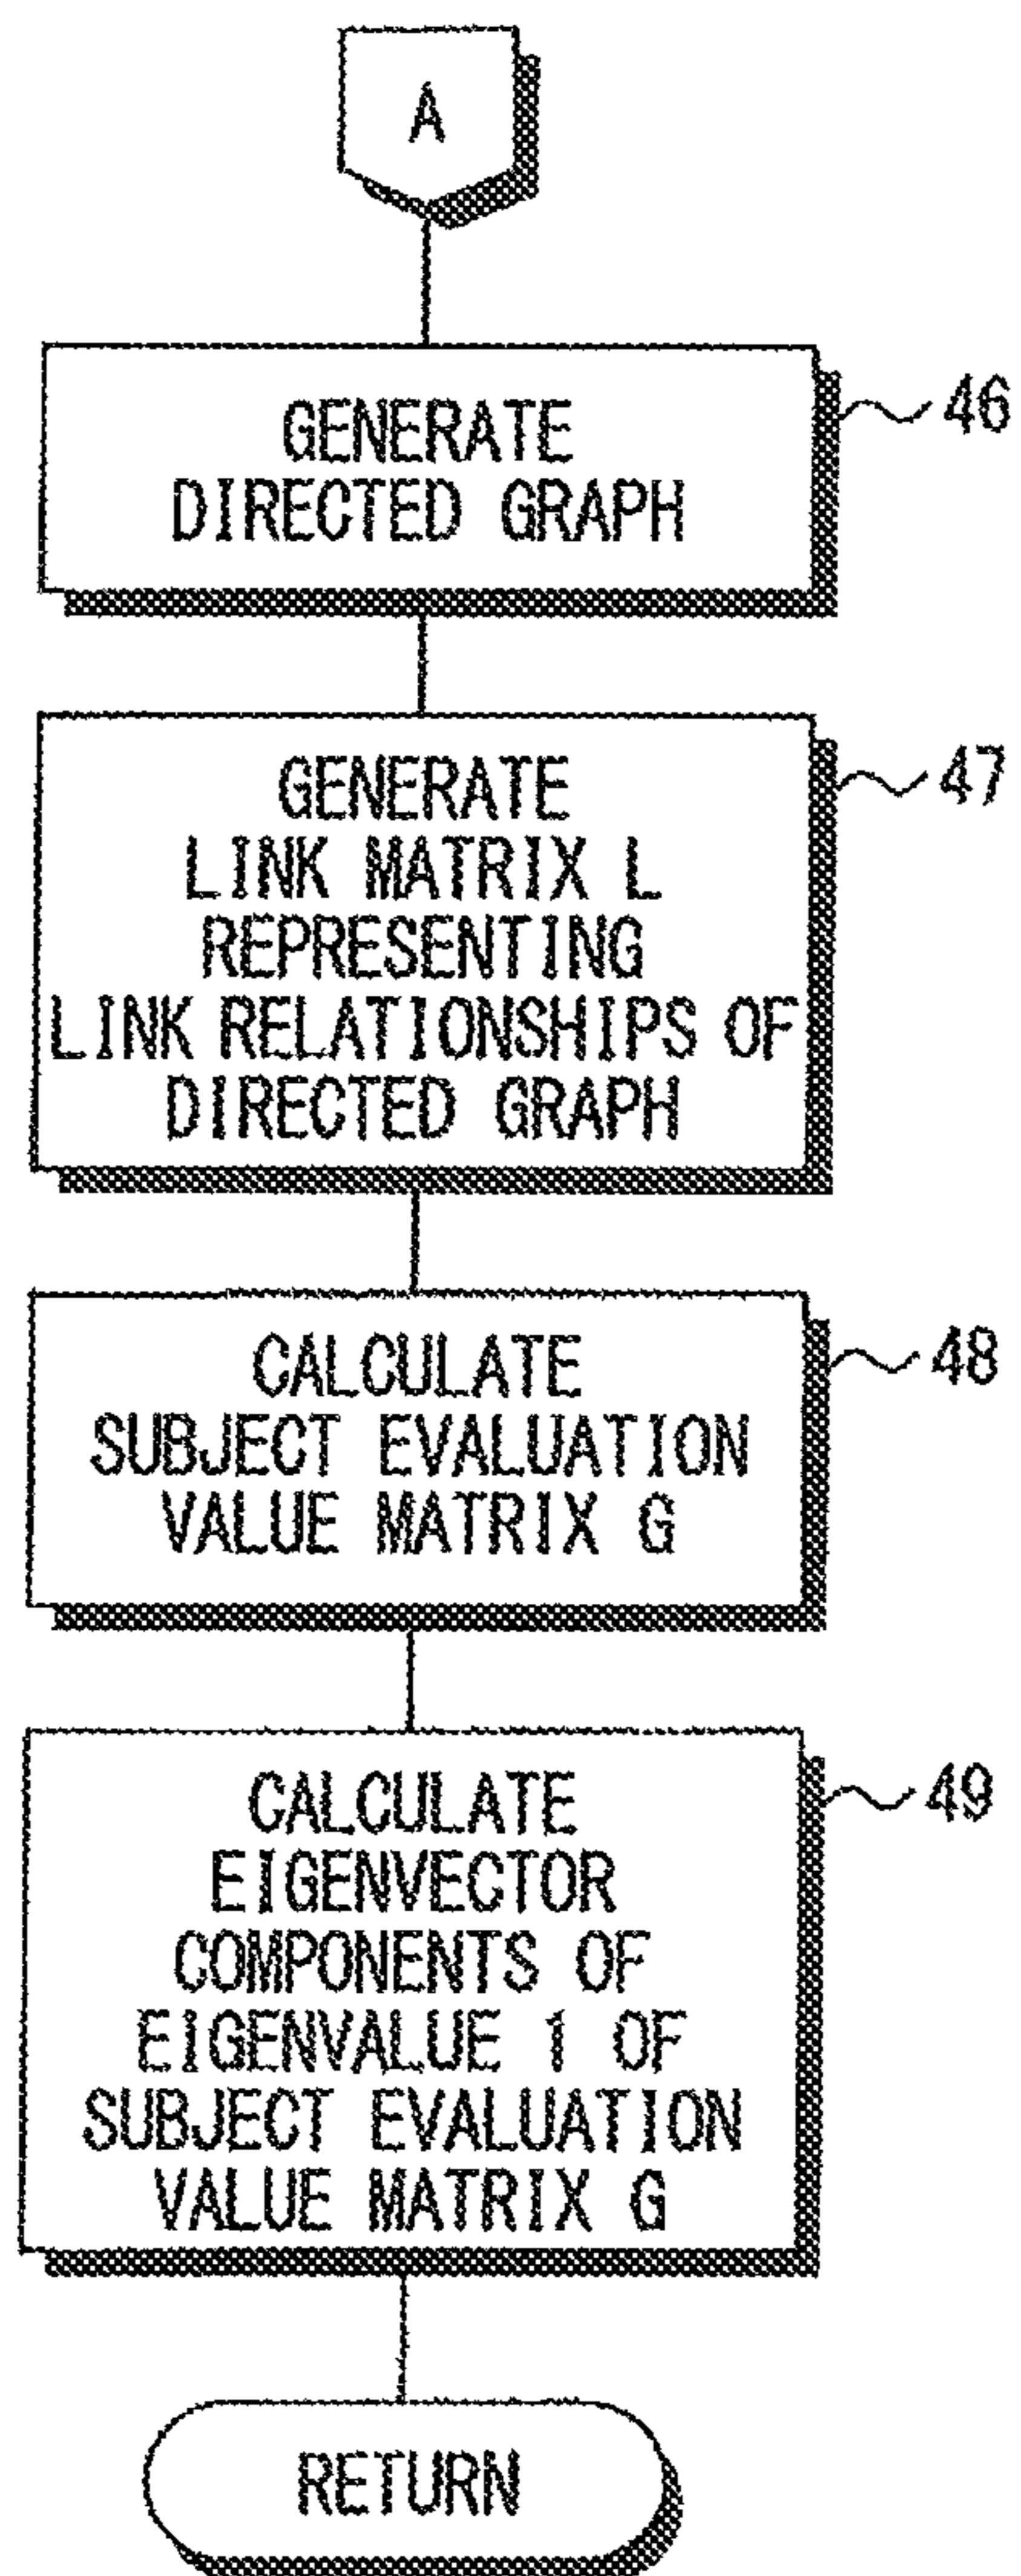 A
GENERATE
DIRECTED GRAPH
46
GENERATE
LINK MATRIX L
REPRESENTING
LINK RELATIONSHIPS OF
DIRECTED GRAPH
47
CALCULATE
SUBJECT EVALUATION
VALUE MATRIX G
48
CALCULATE
EIGENVECTOR
COMPONENTS OF
EIGENVALUE 1 OF
SUBJECT EVALUATION
VALUE MATRIX G
49
RETURN